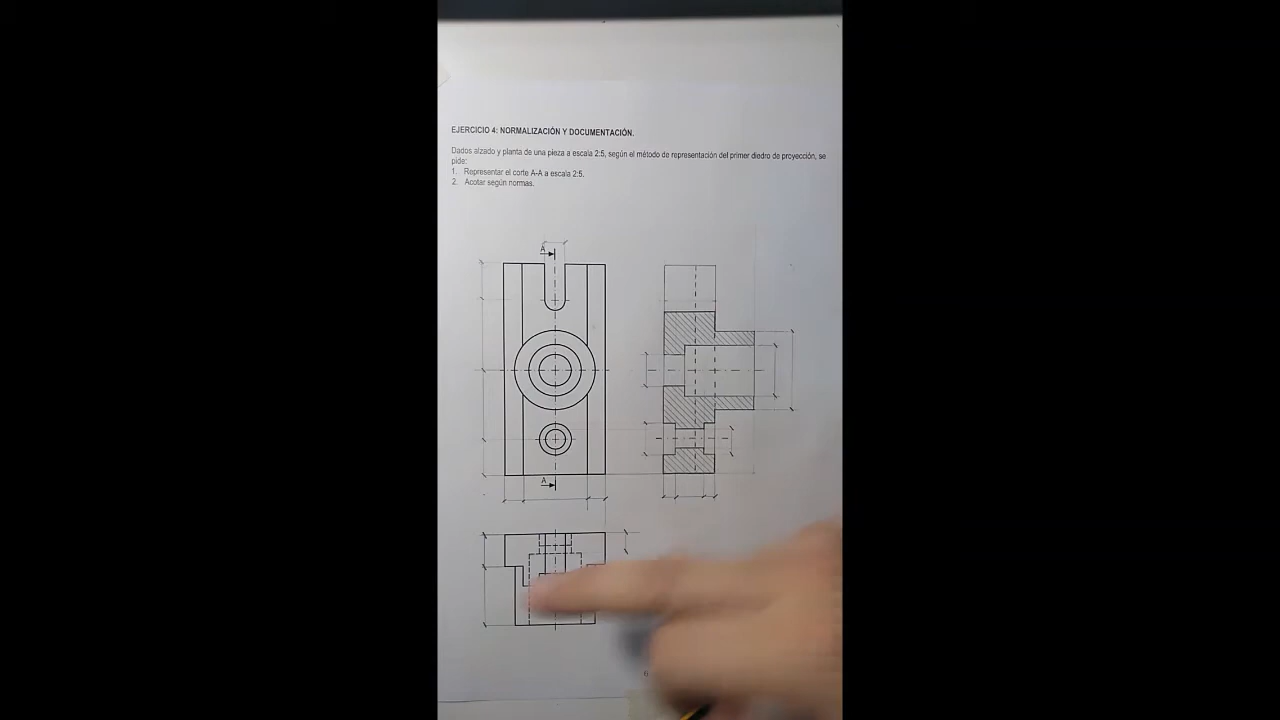 EJERCICIO 4: NORMALIZACIÓN Y DOCUMENTACIÓN.
Dados alzado y planta de una pieza a escala 2:5, según el método de representación del primer diedro de proyección, se
pide:
1. Representar el corte A-A a escala 2:5.
2. Acotar según normas.
A
A
6